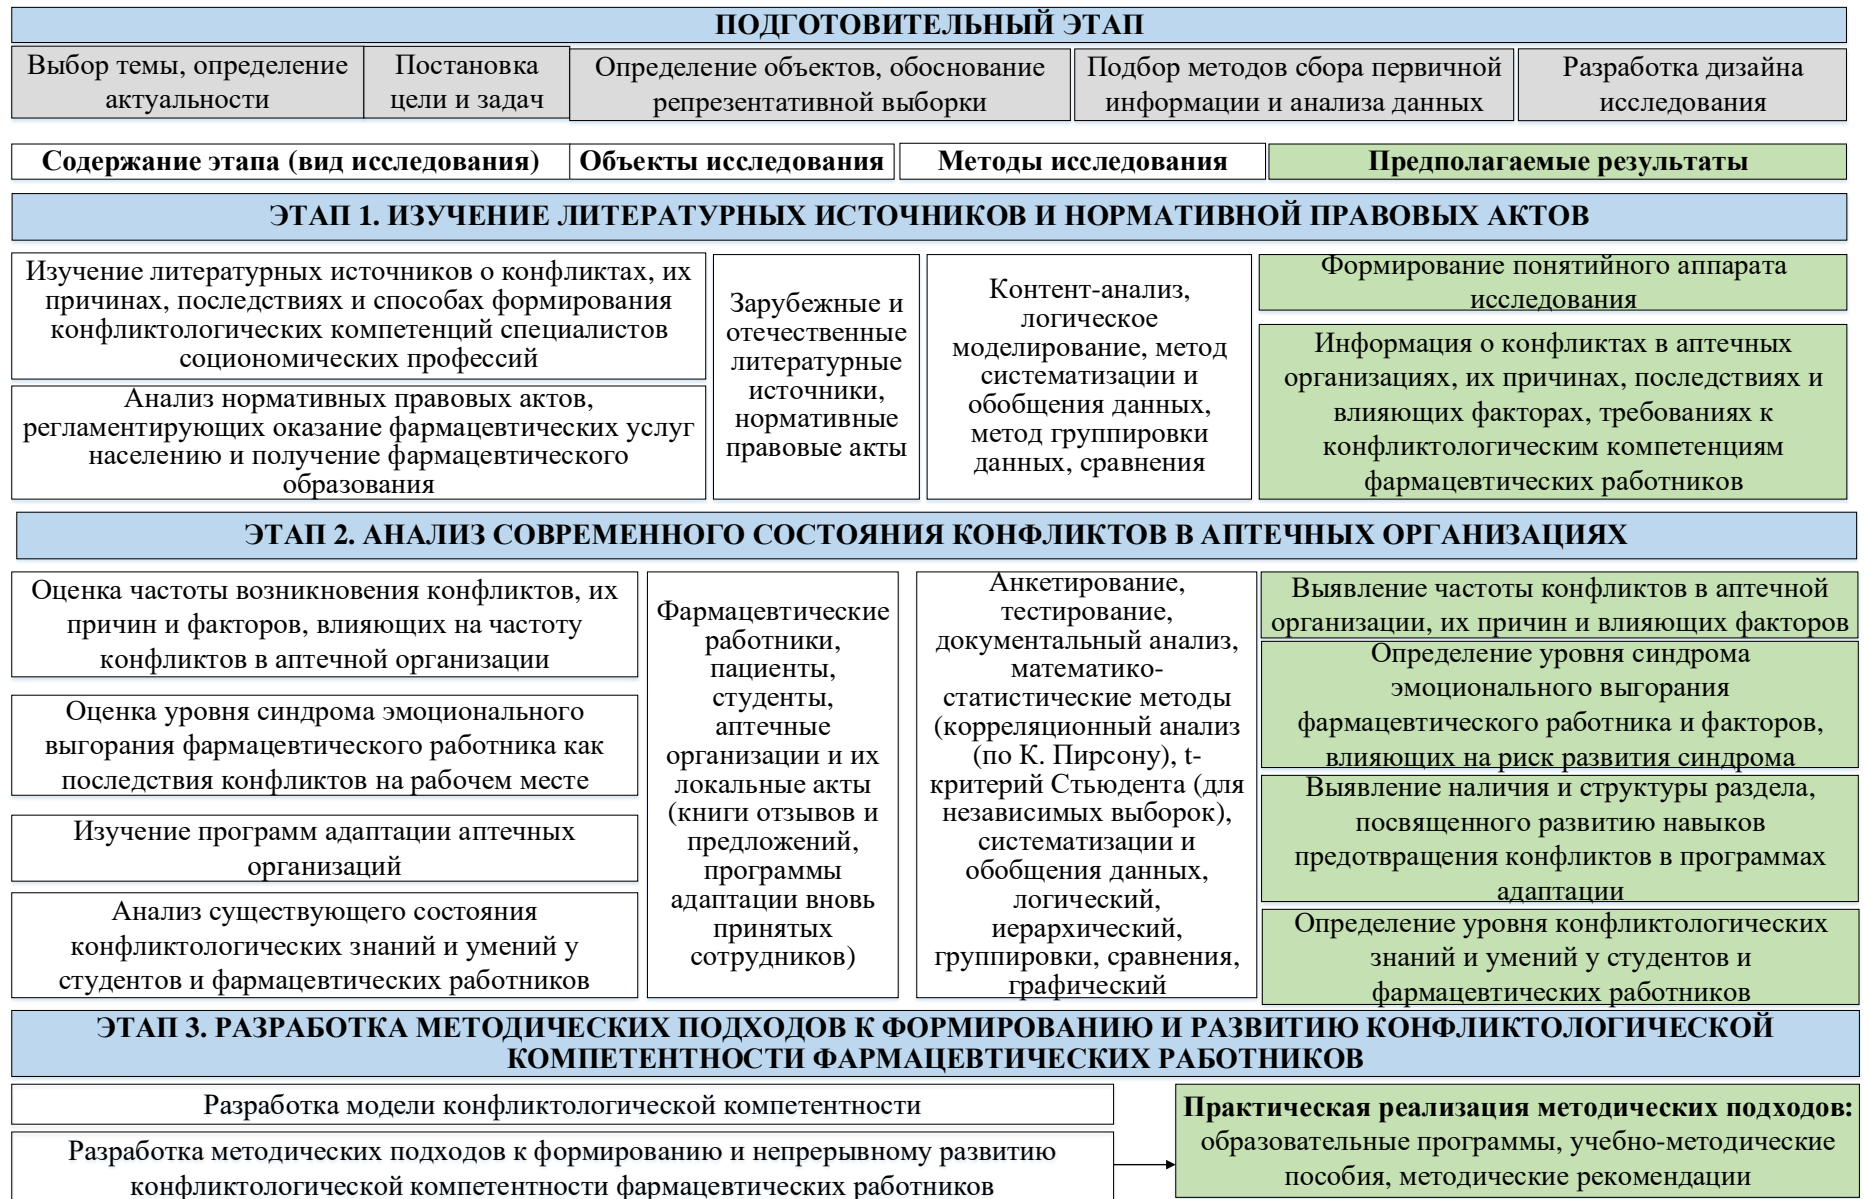 ПОДГОТОВИТЕЛЬНЫЙ ЭТАП
Выбор темы, определение
актуальности
Постановка
цели и задач
Определение объектов, обоснование
репрезентативной выборки
Подбор методов сбора первичной
информации и анализа данных
Разработка дизайна
исследования
Содержание этапа (вид исследования)
Объекты исследования
Методы исследования
Предполагаемые результаты
ЭТАП 1. ИЗУЧЕНИЕ ЛИТЕРАТУРНЫХ ИСТОЧНИКОВ И НОРМАТИВНОЙ ПРАВОВЫХ АКТОВ
Изучение литературных источников о конфликтах, их
причинах, последствиях и способах формирования
конфликтологических компетенций специалистов
социономических профессий
Анализ нормативных правовых актов,
регламентирующих оказание фармацевтических услуг
населению и получение фармацевтического
образования
Зарубежные и
отечественные
литературные
источники,
нормативные
правовые акты
Контент-анализ,
логическое
моделирование, метод
систематизации и
обобщения данных,
метод группировки
данных, сравнения
Формирование понятийного аппарата
исследования
Информация о конфликтах в аптечных
организациях, их причинах, последствиях и
влияющих факторах, требованиях к
конфликтологическим компетенциям
фармацевтических работников
ЭТАП 2. АНАЛИЗ СОВРЕМЕННОГО СОСТОЯНИЯ КОНФЛИКТОВ В АПТЕЧНЫХ ОРГАНИЗАЦИЯХ
Оценка частоты возникновения конфликтов, их
причин и факторов, влияющих на частоту
конфликтов в аптечной организации
Оценка уровня синдрома эмоционального
выгорания фармацевтического работника как
последствия конфликтов на рабочем месте
Изучение программ адаптации аптечных
организаций
Анализ существующего состояния
конфликтологических знаний и умений у
студентов и фармацевтических работников
Фармацевтические
работники,
пациенты,
студенты,
аптечные
организации и их
локальные акты
(книги отзывов и
предложений,
программы
адаптации вновь
принятых
сотрудников)
Анкетирование,
тестирование,
документальный анализ,
математико-
статистические методы
(корреляционный анализ
(по К. Пирсону), t-
критерий Стьюдента (для
независимых выборок),
систематизации и
обобщения данных,
логический,
иерархический,
группировки, сравнения,
графический
Выявление частоты конфликтов в аптечной
организации, их причин и влияющих факторов
Определение уровня синдрома
эмоционального выгорания
фармацевтического работника и факторов,
влияющих на риск развития синдрома
Выявление наличия и структуры раздела,
посвященного развитию навыков
предотвращения конфликтов в программах
адаптации
Определение уровня конфликтологических
знаний и умений у студентов и
фармацевтических работников
ЭТАП 3. РАЗРАБОТКА МЕТОДИЧЕСКИХ ПОДХОДОВ К ФОРМИРОВАНИЮ И РАЗВИТИЮ КОНФЛИКТОЛОГИЧЕСКОЙ
КОМПЕТЕНТНОСТИ ФАРМАЦЕВТИЧЕСКИХ РАБОТНИКОВ
Разработка модели конфликтологической компетентности
Разработка методических подходов к формированию и непрерывному развитию
конфликтологической компетентности фармацевтических работников
Практическая реализация методических подходов:
образовательные программы, учебно-методические
пособия, методические рекомендации